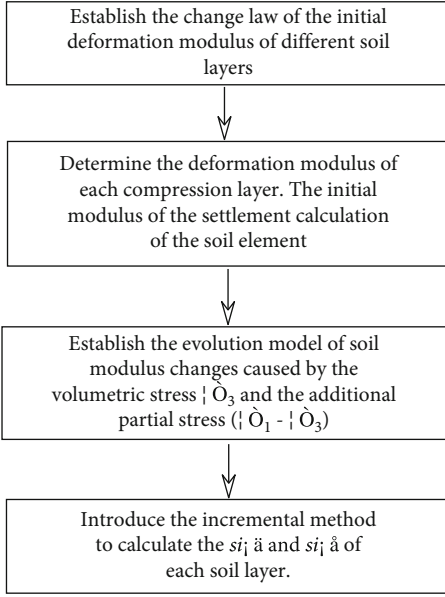 Establish the change law of the initial
deformation modulus of different soil
layers
Determine the deformation modulus of
each compression layer. The initial
modulus of the settlement calculation
of the soil element
Establish the evolution model of soil
modulus changes caused by the
volumetric stress ¦ Ò₃ and the additional
partial stress (¦ Ò₁ - ¦ Ò₃)
Introduce the incremental method
to calculate the si¡ ä and si¡ å of
each soil layer.